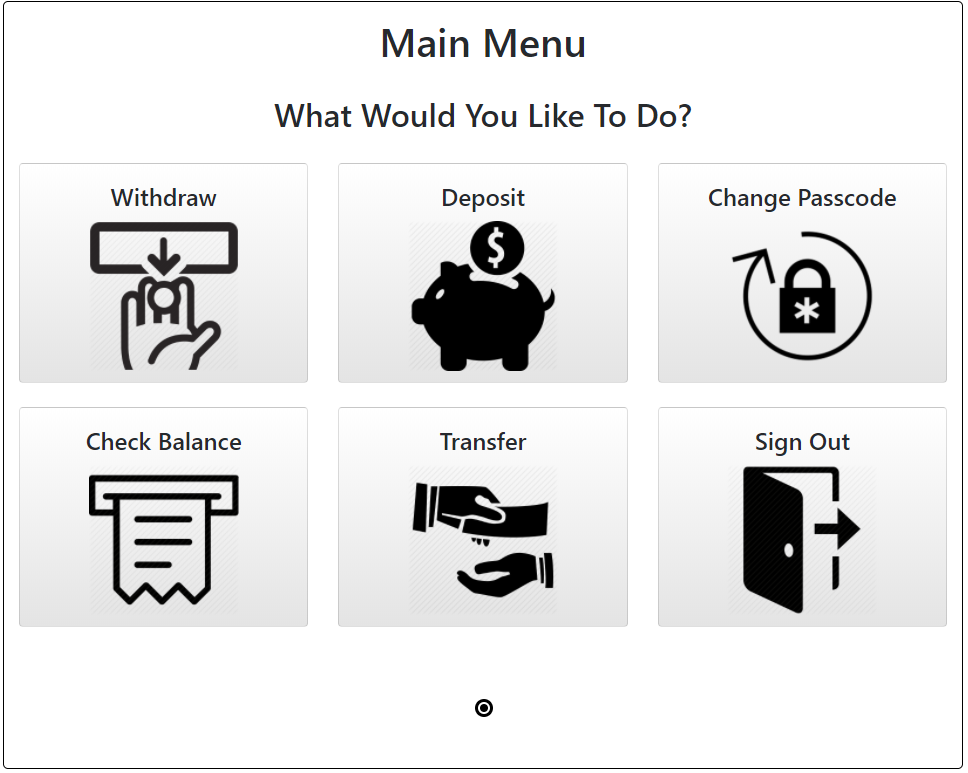 Main Menu
What Would You Like To Do?
Withdraw
Deposit
$
Change Passcode
*
Check Balance
Transfer
Sign Out